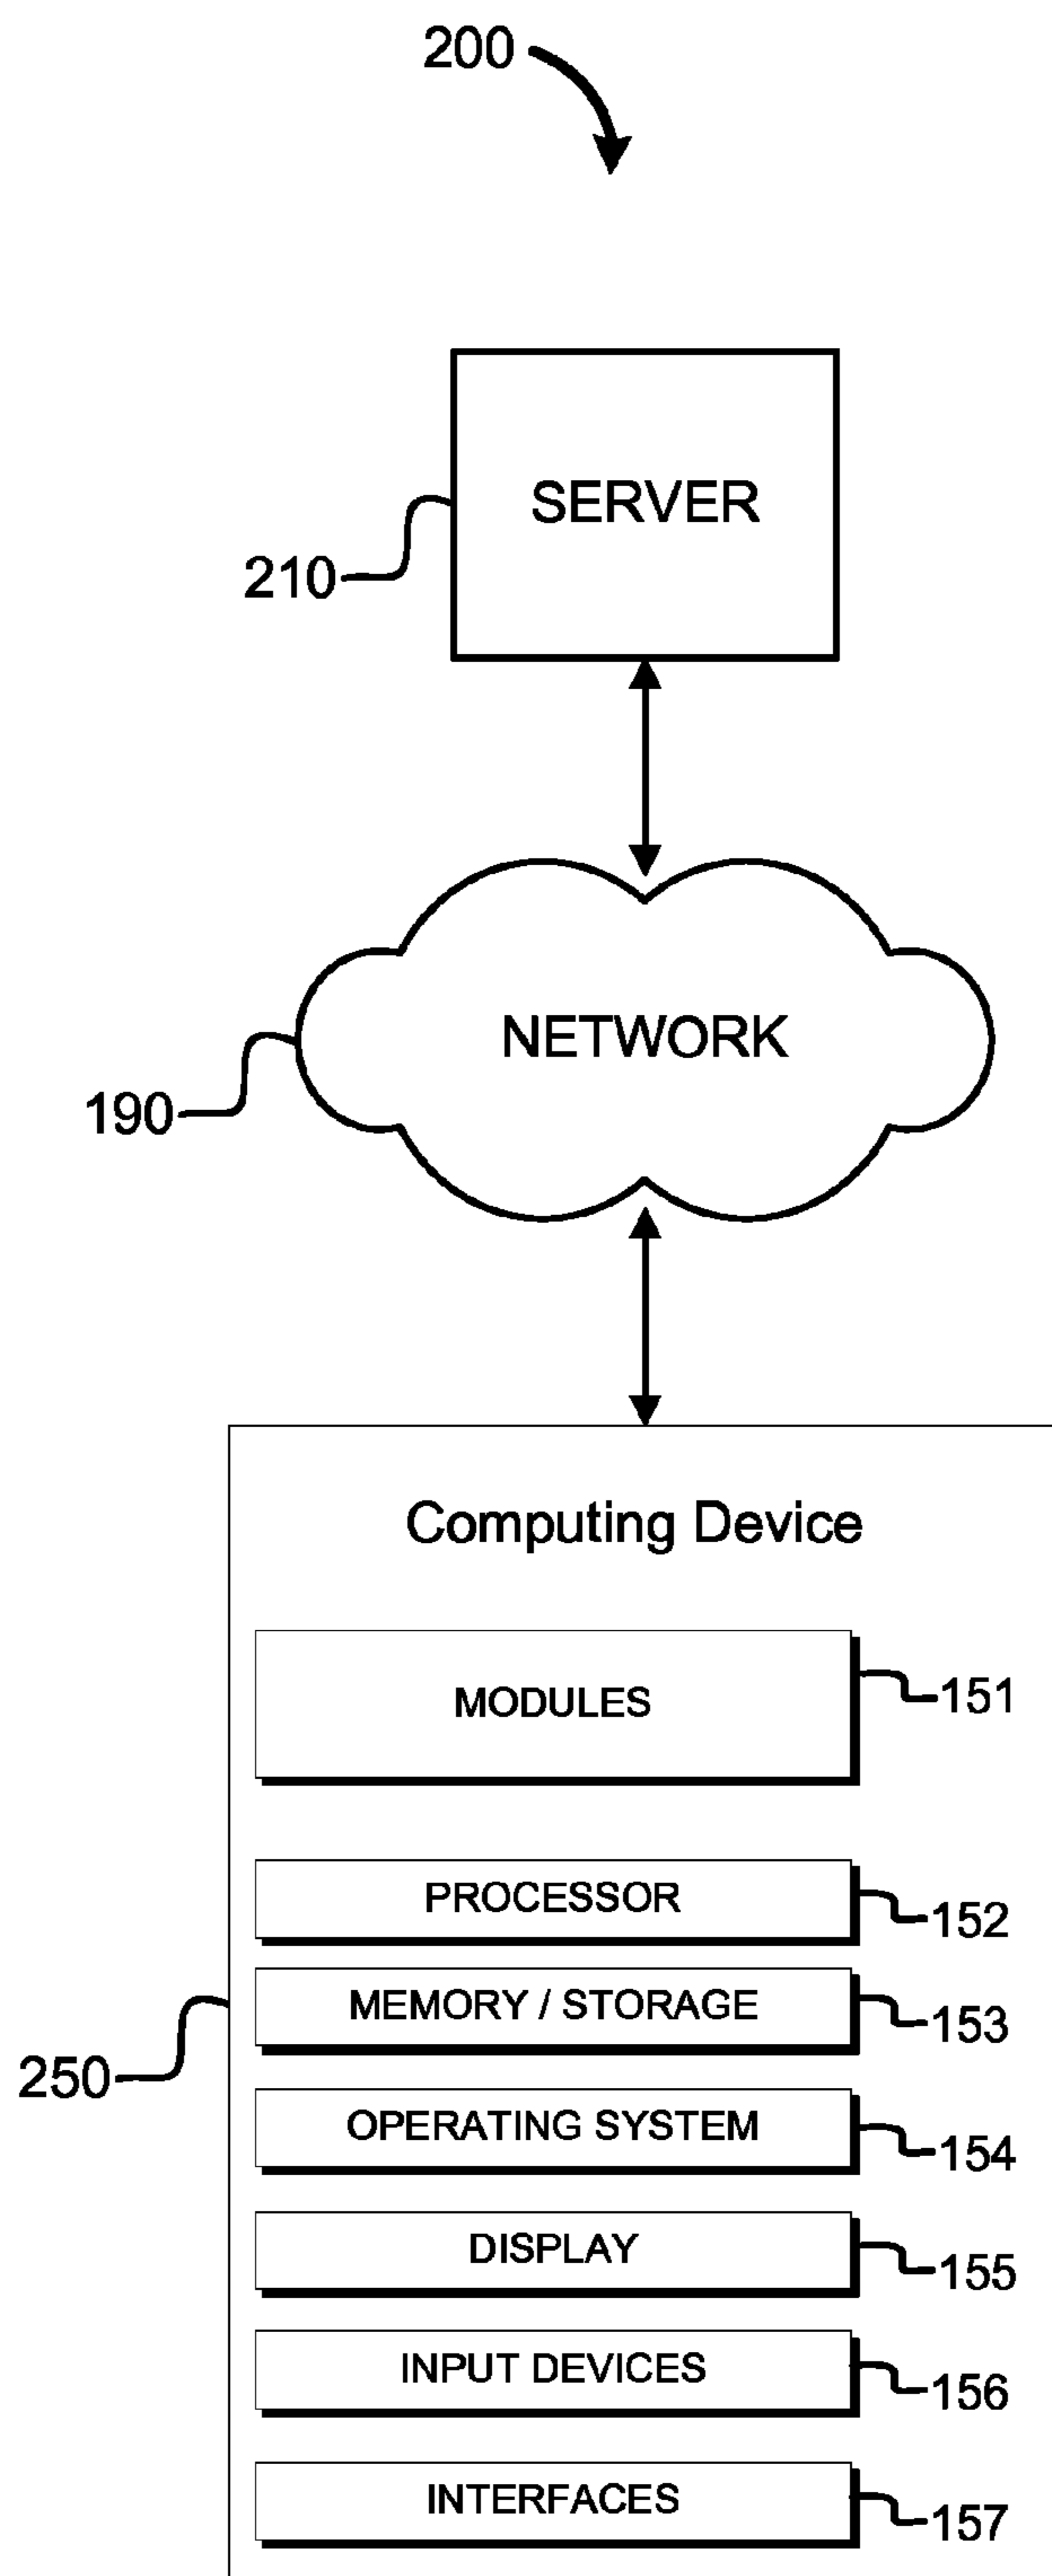 200
SERVER
210
NETWORK
190
Computing Device
MODULES
151
PROCESSOR
152
MEMORY / STORAGE
153
250
OPERATING SYSTEM
154
DISPLAY
155
INPUT DEVICES
156
INTERFACES
157